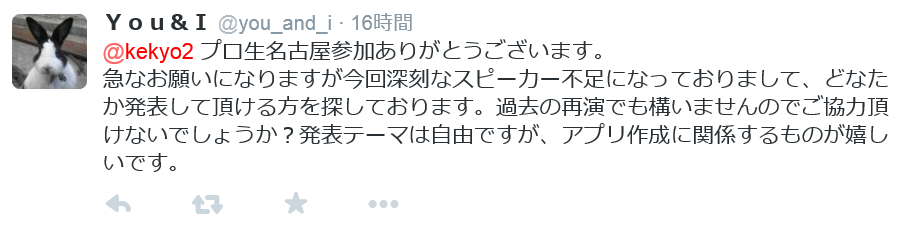 Ｙｏｕ＆Ｉ @you_and_i · 16時間
@kekyo2 プロ生名古屋参加ありがとうございます。
急なお願いになりますが今回深刻なスピーカー不足になっておりまして、どなた
か発表して頂ける方を探しております。過去の再演でも構いませんのでご協力頂
けないでしょうか？発表テーマは自由ですが、アプリ作成に関係するものが嬉し
いです。